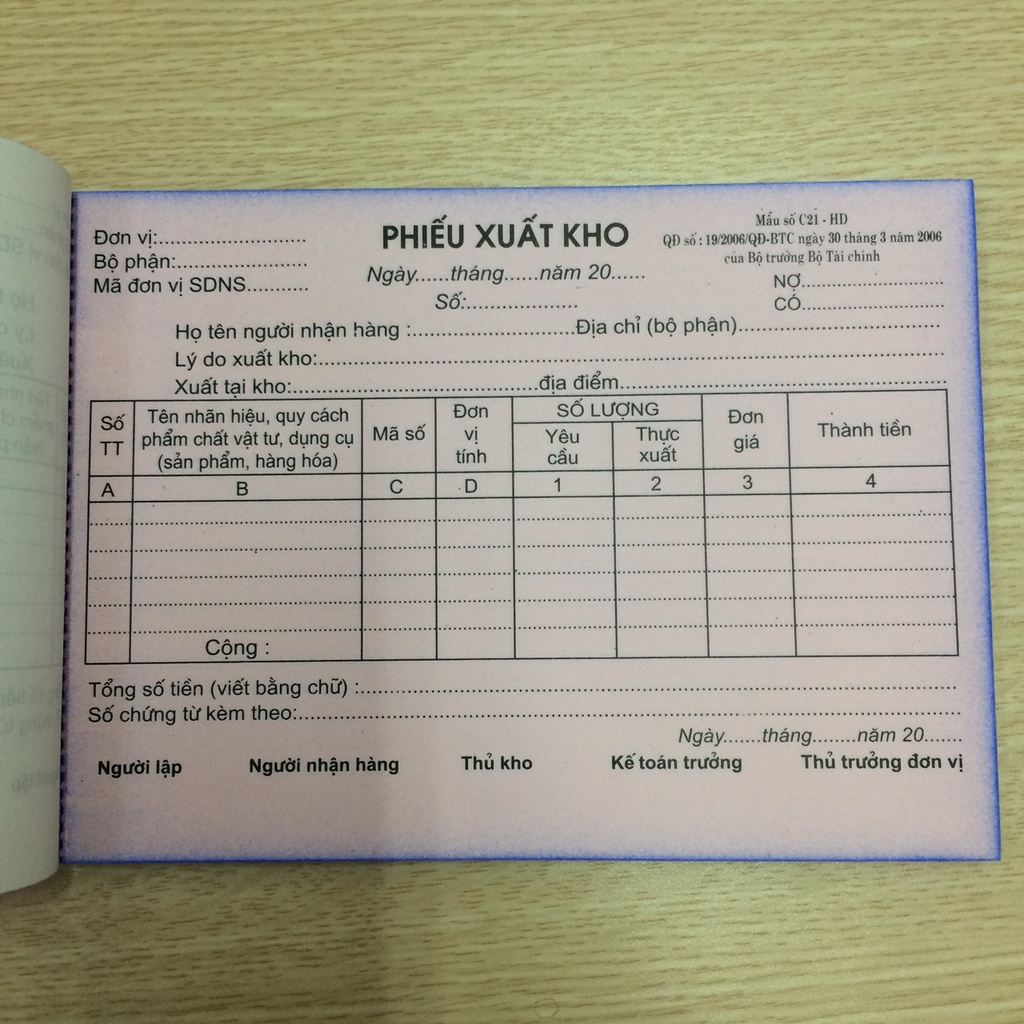 Đơn vị:...........................
Bộ phận:........................
Mã đơn vị SDNS...........
PHIẾU XUẤT KHO
Ngày......tháng......năm 20......
Số:....................
Mẫu số C21 - HD
QĐ số : 19/2006/QĐ-BTC ngày 30 tháng 3 năm 2006
của Bộ trưởng Bộ Tài chính
NỢ.........................
CÓ.........................
Họ tên người nhận hàng :.............................Địa chỉ (bộ phận)....................................
Lý do xuất kho:..............................................................................................................
Xuất tại kho:............................................địa điểm..........................................................
Số TT
Tên nhãn hiệu, quy cách
phẩm chất vật tư, dụng cụ
(sản phẩm, hàng hóa)
Mã số
Đơn
vị
tính
SỐ LƯỢNG
Yêu
cầu
Thực
xuất
Đơn
giá
Thành tiền
A B C D 1 2 3 4
Cộng :
Tổng số tiền (viết bằng chữ) :..........................................................................................................
Số chứng từ kèm theo:....................................................................................................................
Ngày.......tháng........năm 20.......
Người lập Người nhận hàng Thủ kho Kế toán trưởng Thủ trưởng đơn vị